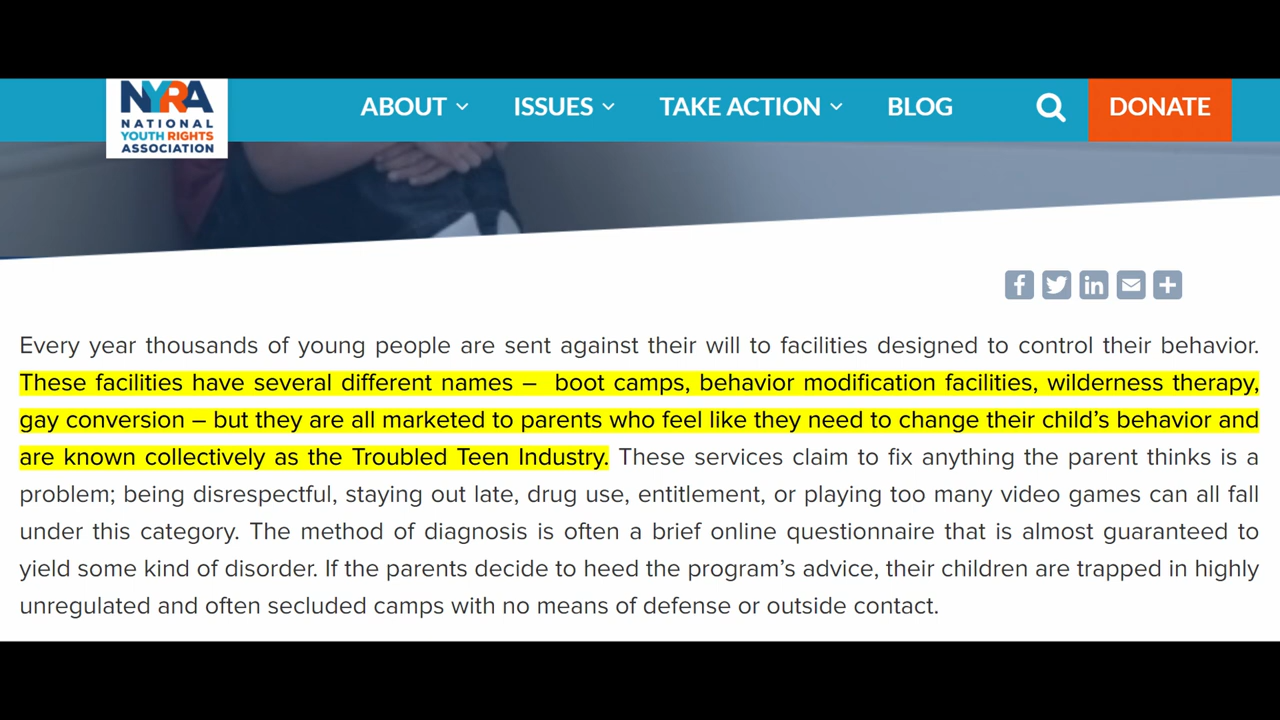 NYRA
NATIONAL
YOUTH RIGHTS
ASSOCIATION
ABOUT
ISSUES
TAKE ACTION
BLOG
DONATE
Every year thousands of young people are sent against their will to facilities designed to control their behavior.
These facilities have several different names – boot camps, behavior modification facilities, wilderness therapy,
gay conversion – but they are all marketed to parents who feel like they need to change their child’s behavior and
are known collectively as the Troubled Teen Industry. These services claim to fix anything the parent thinks is a
problem; being disrespectful, staying out late, drug use, entitlement, or playing too many video games can all fall
under this category. The method of diagnosis is often a brief online questionnaire that is almost guaranteed to
yield some kind of disorder. If the parents decide to heed the program’s advice, their children are trapped in highly
unregulated and often secluded camps with no means of defense or outside contact.